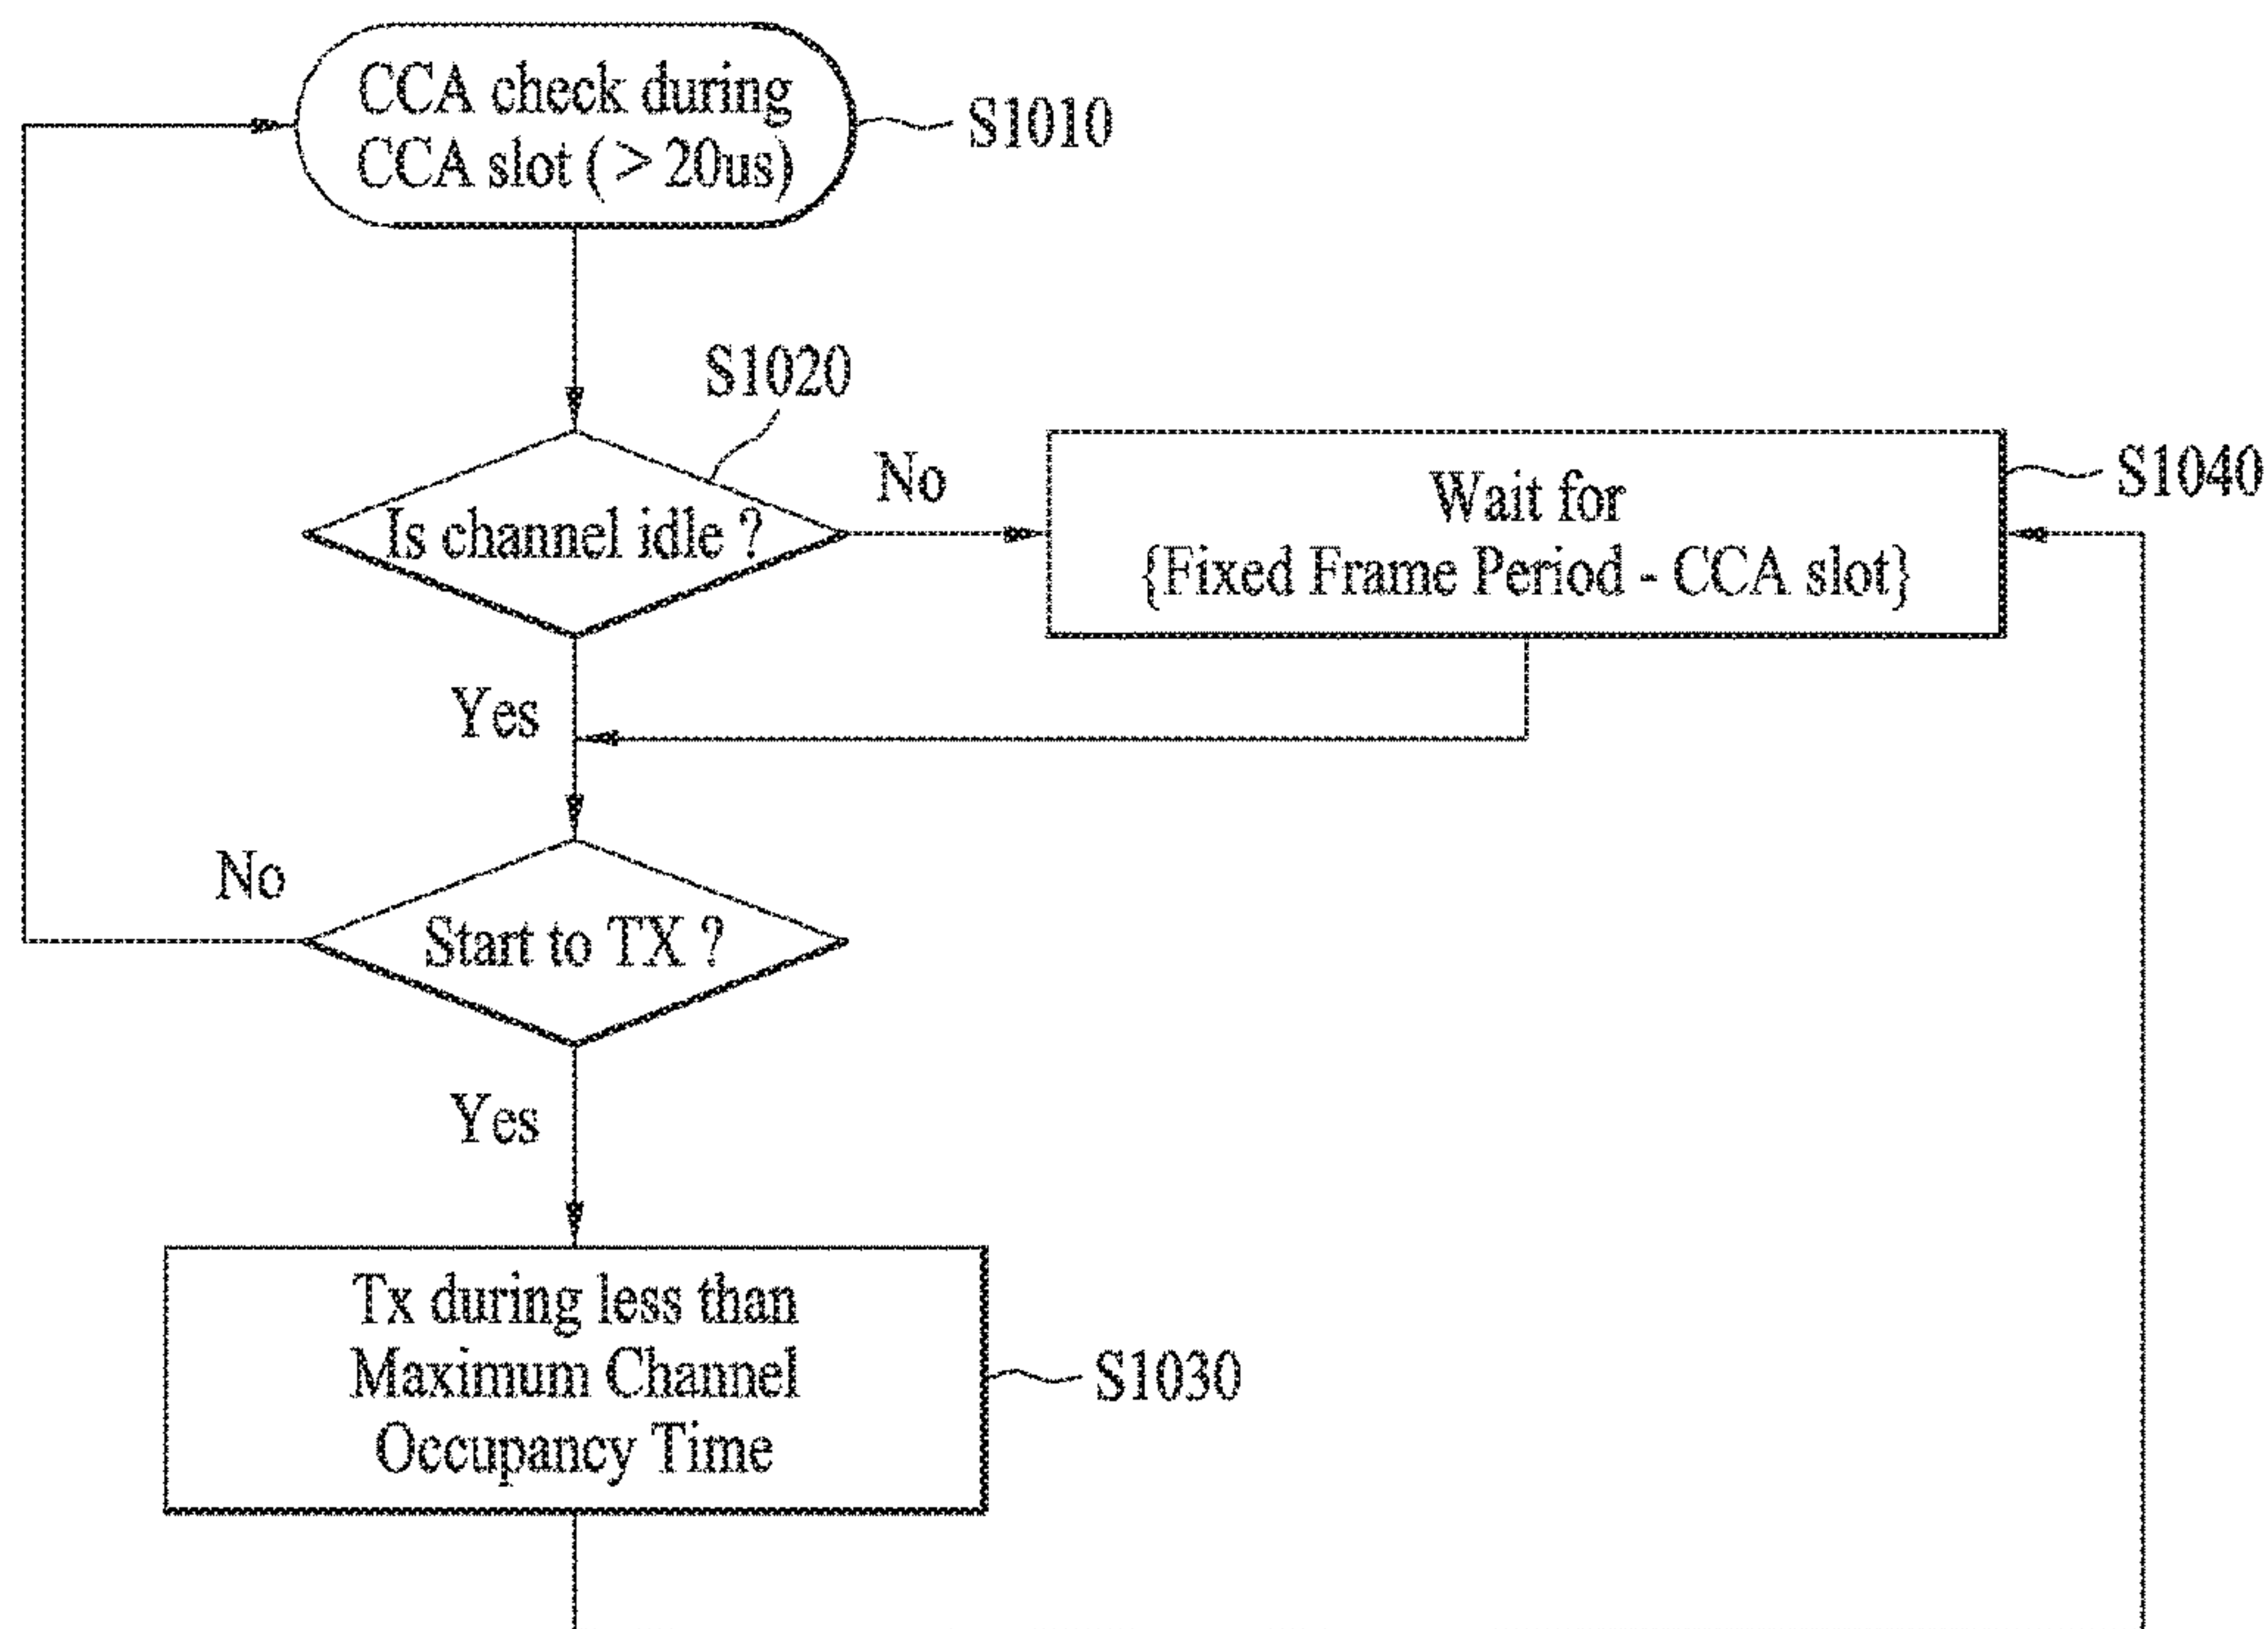 CCA check during
CCA slot ( > 20us)
S1010
S1020
Is channel idle ?
No
Wait for
{Fixed Frame Period - CCA slot}
S1040
Yes
No
Start to TX ?
Yes
Tx during less than
Maximum Channel
Occupancy Time
S1030